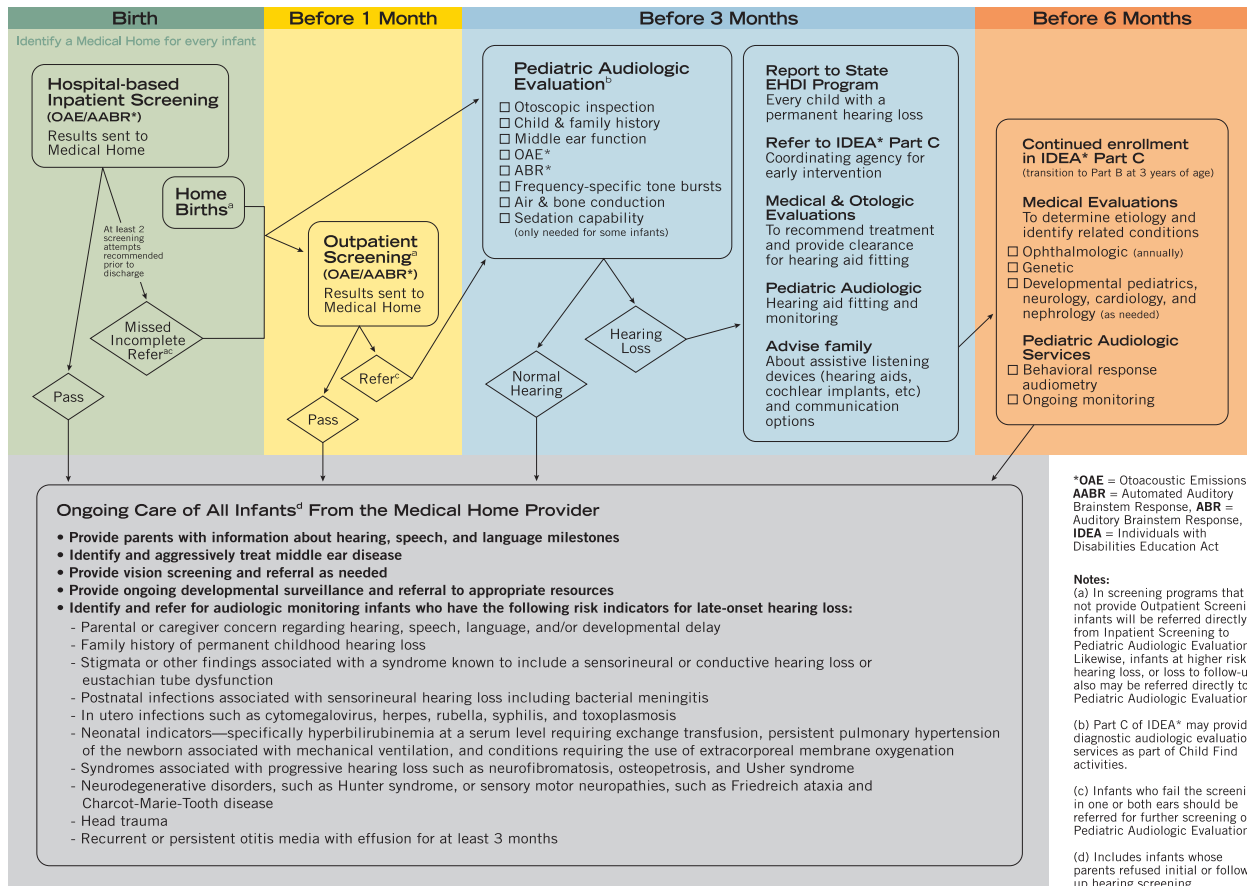 Birth
Before 1 Month
Before 3 Months
Before 6 Months
Identify a Medical Home for every infant
Hospital-based
Inpatient Screening
(OAE/AABR*)
Results sent to
Medical Home
Home
Births^a
At least 2
screening
attempts
recommended
prior to
discharge
Missed
Incomplete
Refer^ac
Pass
Outpatient
Screening^a
(OAE/AABR*)
Results sent to
Medical Home
Refer^c
Pass
Pediatric Audiologic
Evaluation^b
Otoscopic inspection
Child & family history
Middle ear function
OAE*
ABR*
Frequency-specific tone bursts
Air & bone conduction
Sedation capability
(only needed for some infants)
Hearing
Loss
Normal
Hearing
Report to State
EHDI Program
Every child with a
permanent hearing loss
Refer to IDEA* Part C
Coordinating agency for
early intervention
Medical & Otologic
Evaluations
To recommend treatment
and provide clearance
for hearing aid fitting
Pediatric Audiologic
Hearing aid fitting and
monitoring
Advise family
About assistive listening
devices (hearing aids,
cochlear implants, etc)
and communication
options
Continued enrollment
in IDEA* Part C
(transition to Part B at 3 years of age)
Medical Evaluations
To determine etiology and
identify related conditions
Ophthalmologic (annually)
Genetic
Developmental pediatrics,
neurology, cardiology, and
nephrology (as needed)
Pediatric Audiologic
Services
Behavioral response
audiometry
Ongoing monitoring
Ongoing Care of All Infants^d From the Medical Home Provider
• Provide parents with information about hearing, speech, and language milestones
• Identify and aggressively treat middle ear disease
• Provide vision screening and referral as needed
• Provide ongoing developmental surveillance and referral to appropriate resources
• Identify and refer for audiologic monitoring infants who have the following risk indicators for late-onset hearing loss:
- Parental or caregiver concern regarding hearing, speech, language, and/or developmental delay
- Family history of permanent childhood hearing loss
- Stigmata or other findings associated with a syndrome known to include a sensorineural or conductive hearing loss or
eustachian tube dysfunction
- Postnatal infections associated with sensorineural hearing loss including bacterial meningitis
- In utero infections such as cytomegalovirus, herpes, rubella, syphilis, and toxoplasmosis
- Neonatal indicators—specifically hyperbilirubinemia at a serum level requiring exchange transfusion, persistent pulmonary hypertension
of the newborn associated with mechanical ventilation, and conditions requiring the use of extracorporeal membrane oxygenation
- Syndromes associated with progressive hearing loss such as neurofibromatosis, osteopetrosis, and Usher syndrome
- Neurodegenerative disorders, such as Hunter syndrome, or sensory motor neuropathies, such as Friedreich ataxia and
Charcot-Marie-Tooth disease
- Head trauma
- Recurrent or persistent otitis media with effusion for at least 3 months
*OAE = Otoacoustic Emissions
AABR = Automated Auditory
Brainstem Response, ABR =
Auditory Brainstem Response,
IDEA = Individuals with
Disabilities Education Act
Notes:
(a) In screening programs that
not provide Outpatient
infants will be referred directly
from Inpatient Screening to
Pediatric Audiologic Evaluation
Likewise, infants at higher risk
hearing loss, or loss to
also may be referred directly to
Pediatric Audiologic Evaluation
(b) Part C of IDEA* may
diagnostic audiologic
services as part of Child Find
activities.
(c) Infants who fail the
in one or both ears should be
referred for further screening
Pediatric Audiologic Evaluation
(d) Includes infants whose
parents refused initial or
up hearing screening